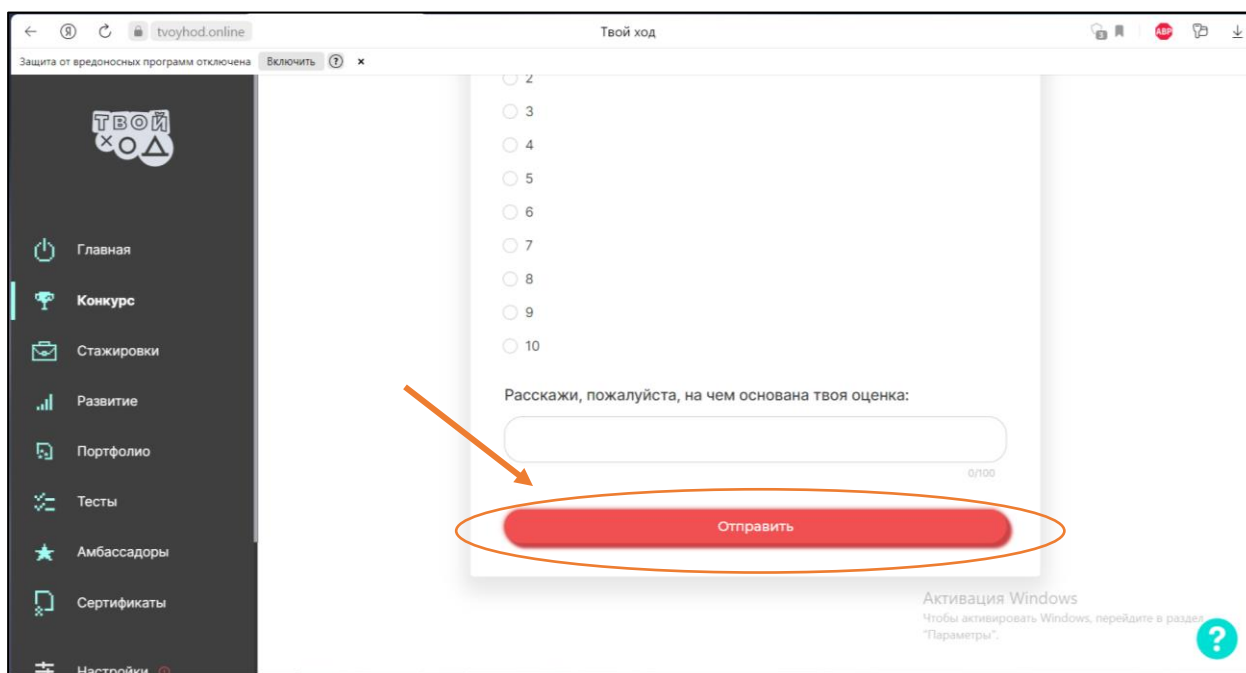 tvoyhod.online
Твой ход
3
ABP
Защита от вредоносных программ отключена Включить ? ×
ТВОЙ
ХОД
Главная
Конкурс
Стажировки
Развитие
Портфолио
Тесты
Амбассадоры
Сертификаты
Настройки
2
3
4
5
6
7
8
9
10
Расскажи, пожалуйста, на чем основана твоя оценка:
0/100
Отправить
Активация Windows
Чтобы активировать Windows, перейдите в раздел
"Параметры".
?